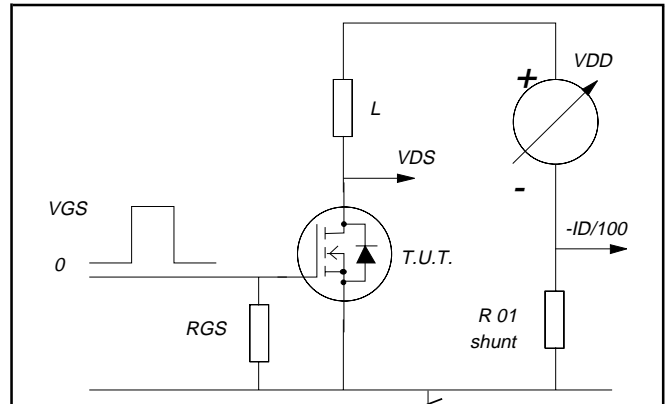 VDD
+
L
VDS
-
VGS
-ID/100
0
T.U.T.
RGS
R 01
shunt